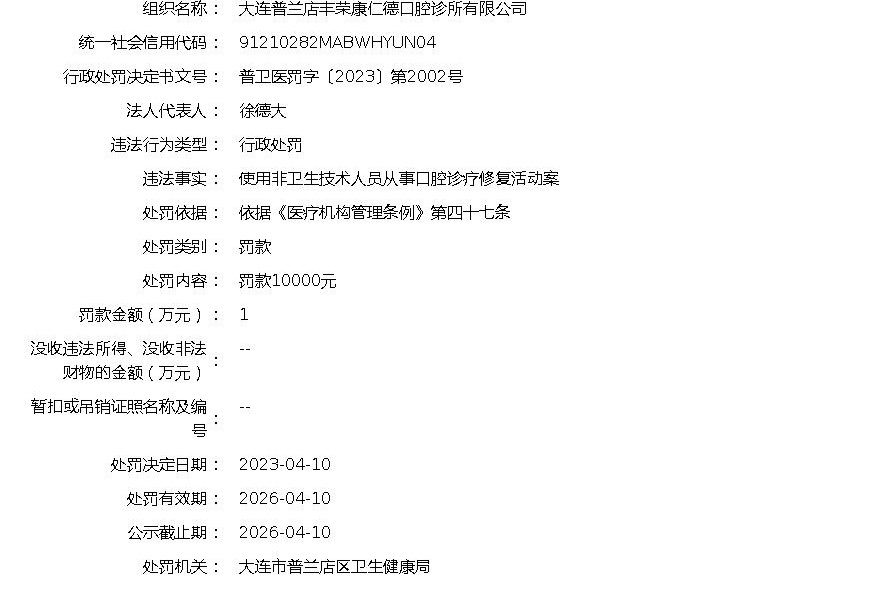 组织名称： 大连普兰店丰荣康仁德口腔诊所有限公司
统一社会信用代码： 91210282MABWHYUN04
行政处罚决定书文号： 普卫医罚字〔2023〕第2002号
法人代表人： 徐德大
违法行为类型： 行政处罚
违法事实： 使用非卫生技术人员从事口腔诊疗修复活动案
处罚依据： 依据《医疗机构管理条例》第四十七条
处罚类别： 罚款
处罚内容： 罚款10000元
罚款金额（万元）： 1
没收违法所得、没收非法
财物的金额（万元）： --
暂扣或吊销证照名称及编
号： --
处罚决定日期： 2023-04-10
处罚有效期： 2026-04-10
公示截止期： 2026-04-10
处罚机关： 大连市普兰店区卫生健康局